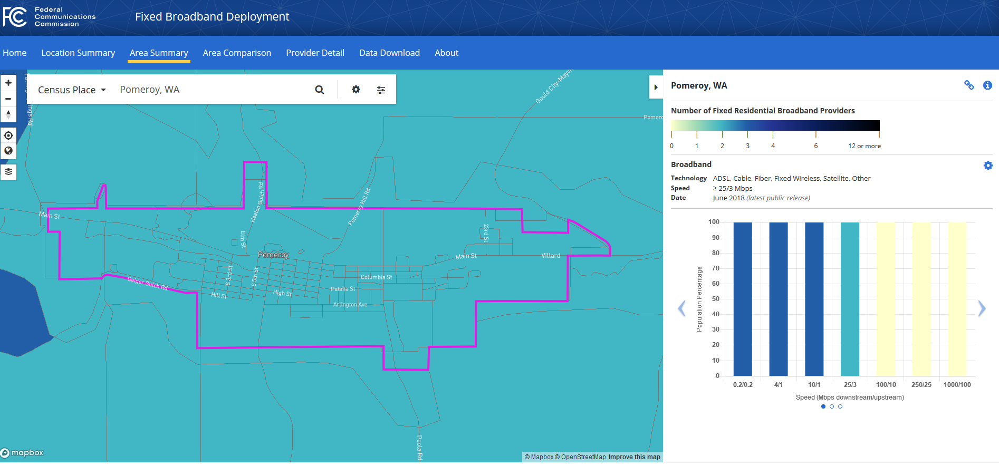 Federal
Communications
Commission
Fixed Broadband Deployment
Home
Location Summary
Area Summary
Area Comparison
Provider Detail
Data Download
About
Census Place
Pomeroy, WA
Gould City-Mayvi
ings Rd
Pomero
Main St
Heaton Gulch Rd
Pomeroy Hill Rd
Elm St
23rd St
Pomeroy
Main St
Villard
S 3rd St
S 5th St
Columbia St
Geiger Gulch Rd
Hill St
High St
Pataha St
Arlington Ave
Peola Rd
mapbox
© Mapbox © OpenStreetMap Improve this map
Pomeroy, WA
Number of Fixed Residential Broadband Providers
0 1 2 3 4 6 12 or more
Broadband
Technology ADSL, Cable, Fiber, Fixed Wireless, Satellite, Other
Speed ≥ 25/3 Mbps
Date June 2018 (latest public release)
100
90
80
70
60
50
40
30
20
10
0
Population Percentage
0.2/0.2 4/1 10/1 25/3 100/10 250/25 1000/100
Speed (Mbps downstream/upstream)